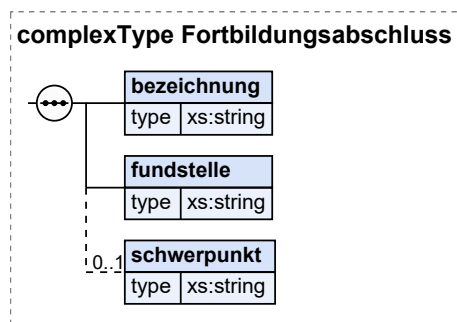 complexType Fortbildungsabschluss
bezeichnung
type xs:string
fundstelle
type xs:string
0..1
schwerpunkt
type xs:string